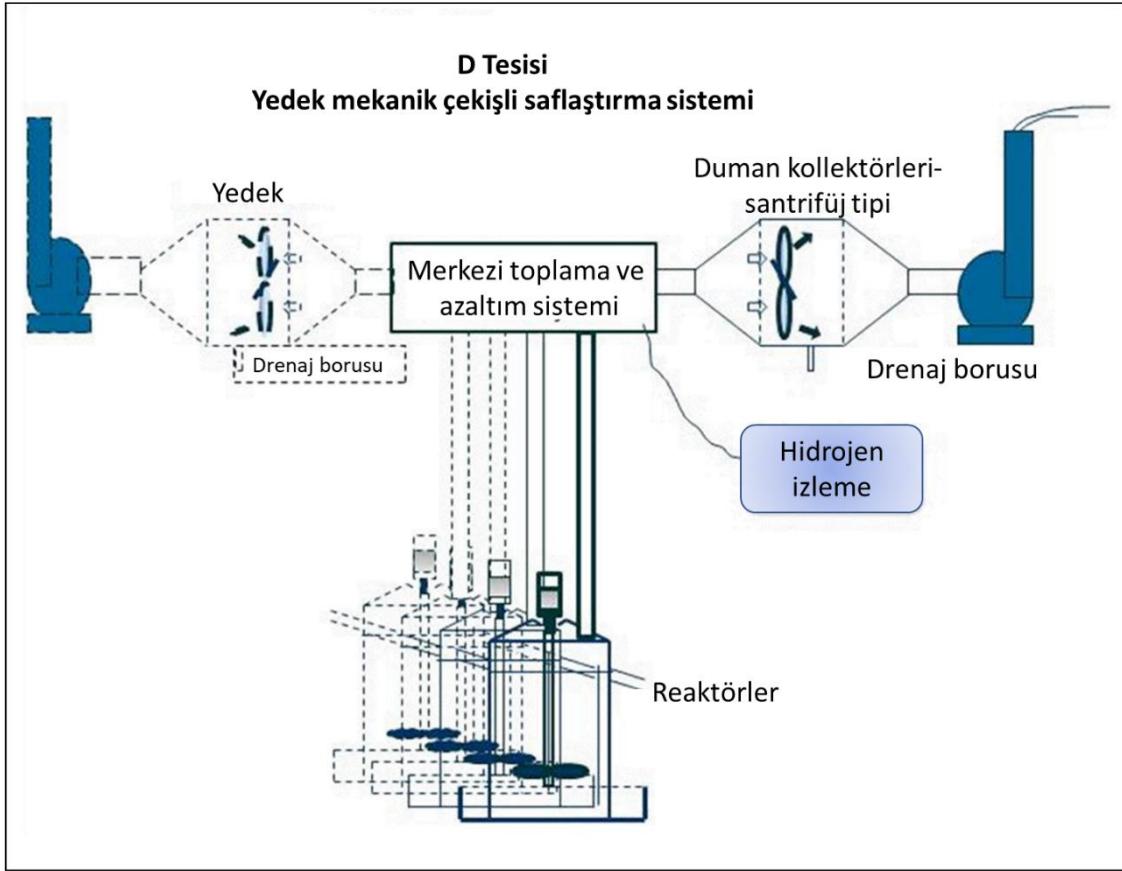 D Tesisi
Yedek mekanik çekişli saflaştırma sistemi
Yedek
Duman kollektörleri-
santrifüj tipi
Merkezi toplama ve
azaltım sistemi
Drenaj borusu
Drenaj borusu
Hidrojen
izleme
Reaktörler